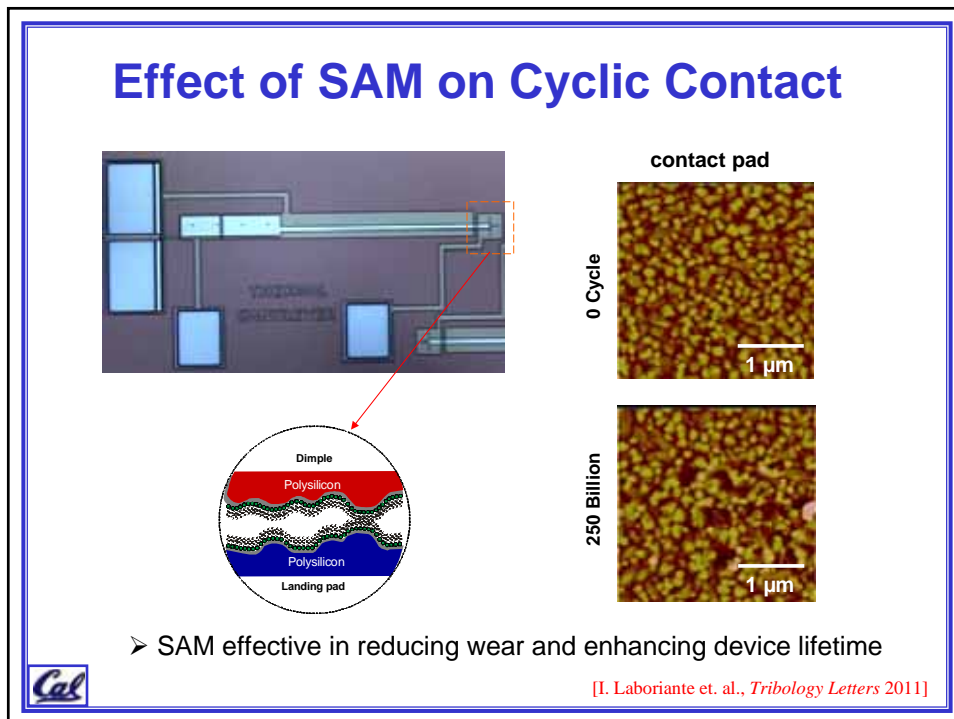 Effect of SAM on Cyclic Contact
contact pad
0 Cycle
1 µm
Dimple
Polysilicon
Polysilicon
Landing pad
250 Billion
1 µm
➢ SAM effective in reducing wear and enhancing device lifetime
Cal
[I. Laboriante et. al., Tribology Letters 2011]